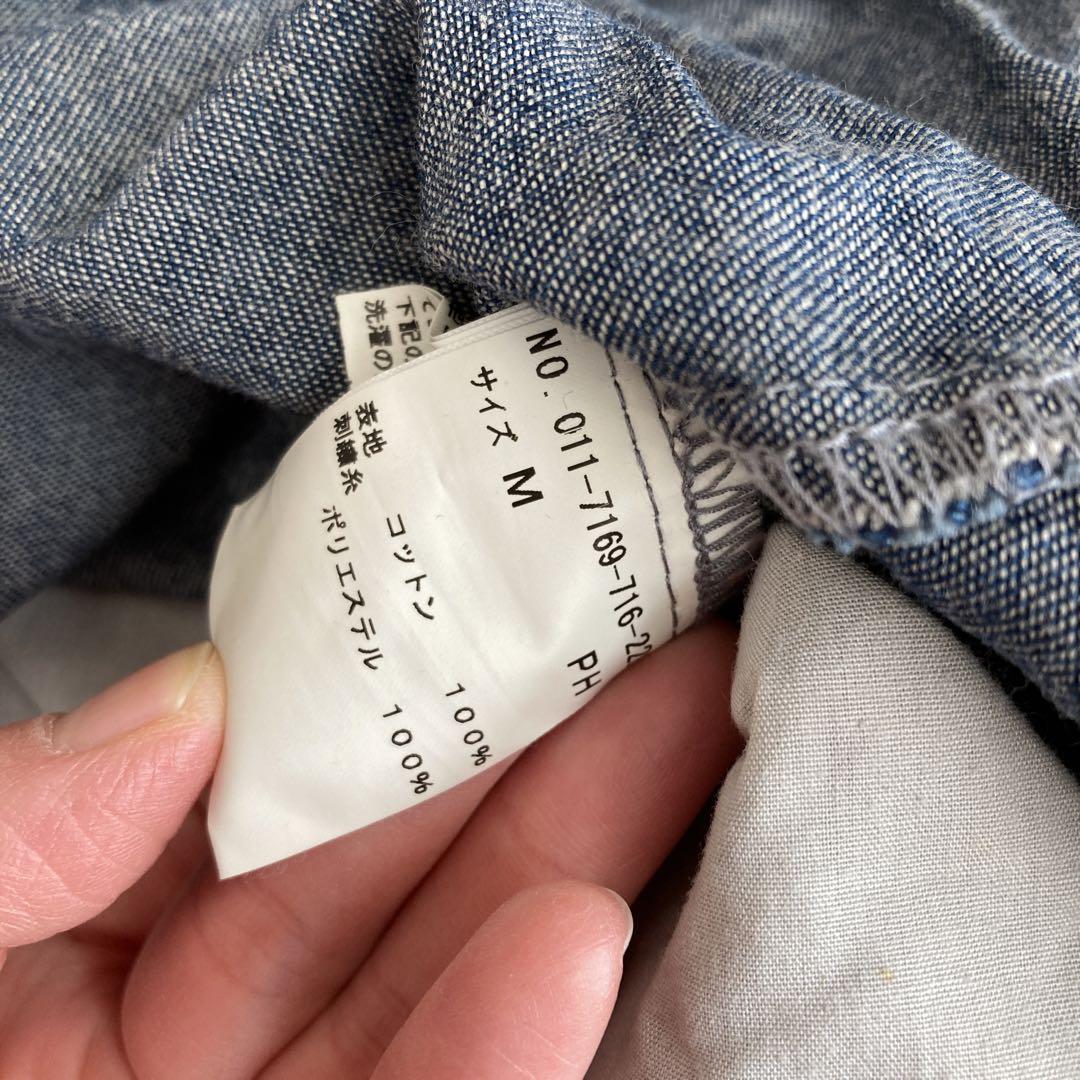 NO. 011-7169-716-22
PH
サイズ M
表地 コットン 100%
刺繍糸 ポリエステル 100%
下記の
洗濯の